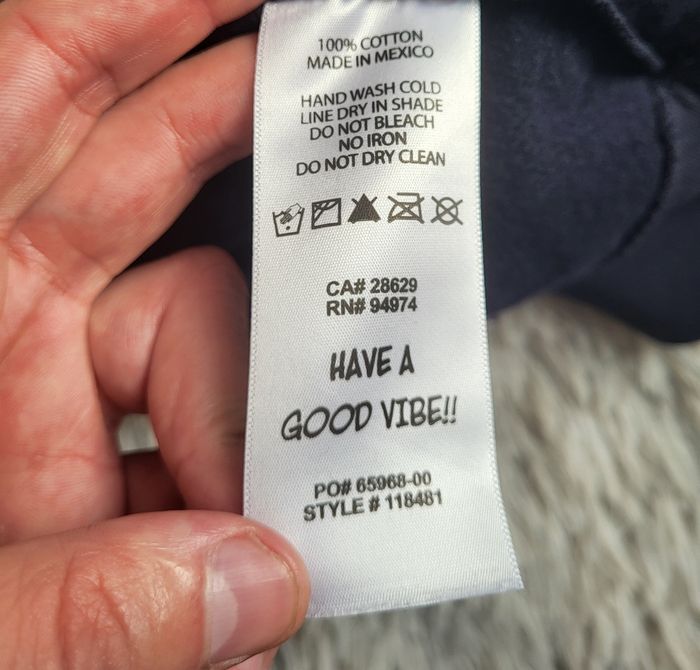 100% COTTON
MADE IN MEXICO
HAND WASH COLD
LINE DRY IN SHADE
DO NOT BLEACH
NO IRON
DO NOT DRY CLEAN
CA# 28629
RN# 94974
HAVE A
GOOD VIBE!!
PO# 65968-00
STYLE # 118481